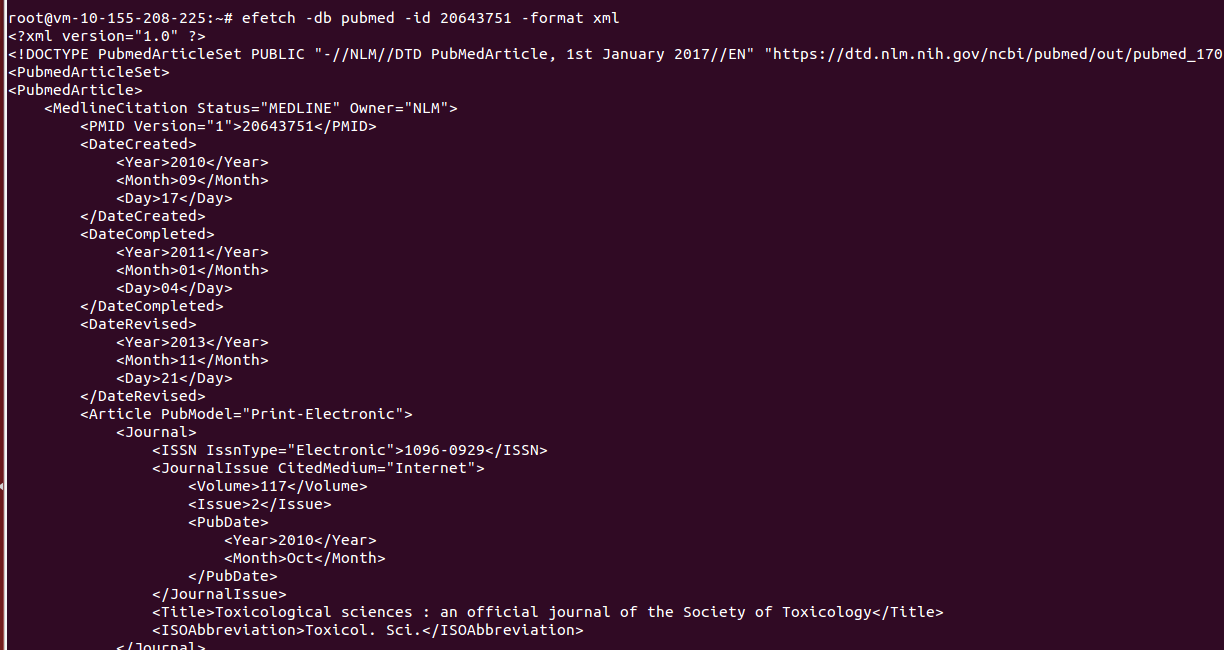 root@vm-10-155-208-225:~# efetch -db pubmed -id 20643751 -format xml
<?xml version="1.0" ?>
<!DOCTYPE PubmedArticleSet PUBLIC "-//NLM//DTD PubMedArticle, 1st January 2017//EN" "https://dtd.nlm.nih.gov/ncbi/pubmed/out/pubmed_170
<PubmedArticleSet>
<PubmedArticle>
    <MedlineCitation Status="MEDLINE" Owner="NLM">
        <PMID Version="1">20643751</PMID>
        <DateCreated>
            <Year>2010</Year>
            <Month>09</Month>
            <Day>17</Day>
        </DateCreated>
        <DateCompleted>
            <Year>2011</Year>
            <Month>01</Month>
            <Day>04</Day>
        </DateCompleted>
        <DateRevised>
            <Year>2013</Year>
            <Month>11</Month>
            <Day>21</Day>
        </DateRevised>
        <Article PubModel="Print-Electronic">
            <Journal>
                <ISSN IssnType="Electronic">1096-0929</ISSN>
                <JournalIssue CitedMedium="Internet">
                    <Volume>117</Volume>
                    <Issue>2</Issue>
                    <PubDate>
                        <Year>2010</Year>
                        <Month>Oct</Month>
                    </PubDate>
                </JournalIssue>
                <Title>Toxicological sciences : an official journal of the Society of Toxicology</Title>
                <ISOAbbreviation>Toxicol. Sci.</ISOAbbreviation>
            </Journal>